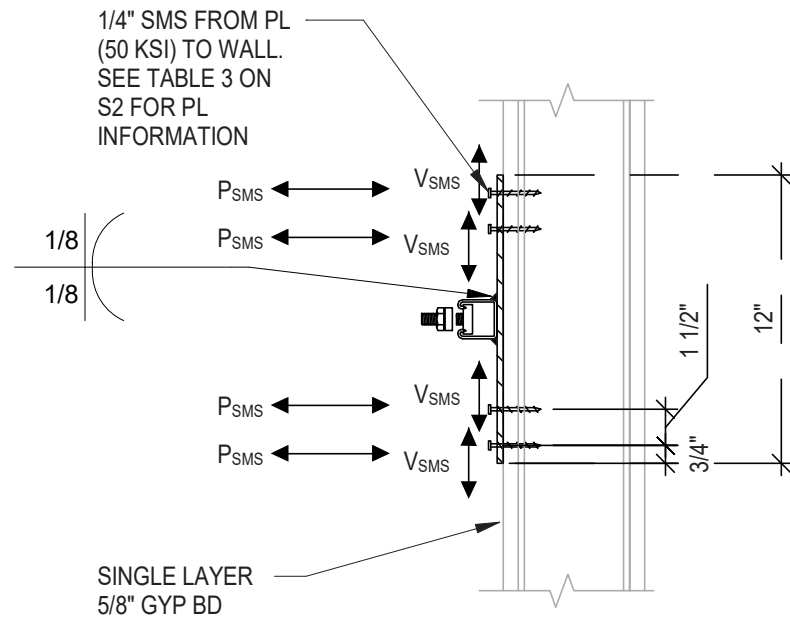 1/4" SMS FROM PL
(50 KSI) TO WALL.
SEE TABLE 3 ON
S2 FOR PL
INFORMATION
PSMS
VSMS
PSMS
VSMS
1/8
1/8
1 1/2"
12"
PSMS
VSMS
PSMS
VSMS
3/4"
SINGLE LAYER
5/8" GYP BD